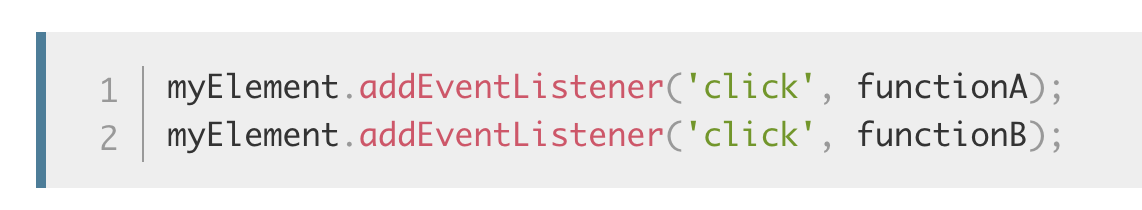 1 myElement.addEventListener('click', functionA);
2 myElement.addEventListener('click', functionB);